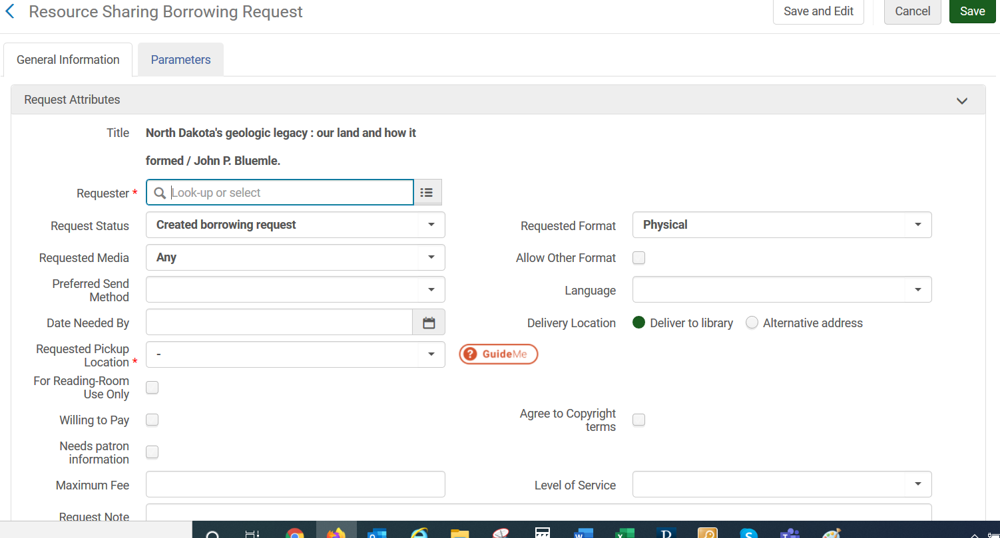 Resource Sharing Borrowing Request
Save and Edit
Cancel
Save
General Information
Parameters
Request Attributes
Title
North Dakota's geologic legacy : our land and how it
formed / John P. Bluemle.
Requester *
Look-up or select
Request Status
Created borrowing request
Requested Format
Physical
Requested Media
Any
Allow Other Format
Preferred Send
Method
Language
Date Needed By
Delivery Location
Deliver to library
Alternative address
Requested Pickup
Location *
-
? GuideMe
For Reading-Room
Use Only
Willing to Pay
Agree to Copyright
terms
Needs patron
information
Maximum Fee
Level of Service
Request Note